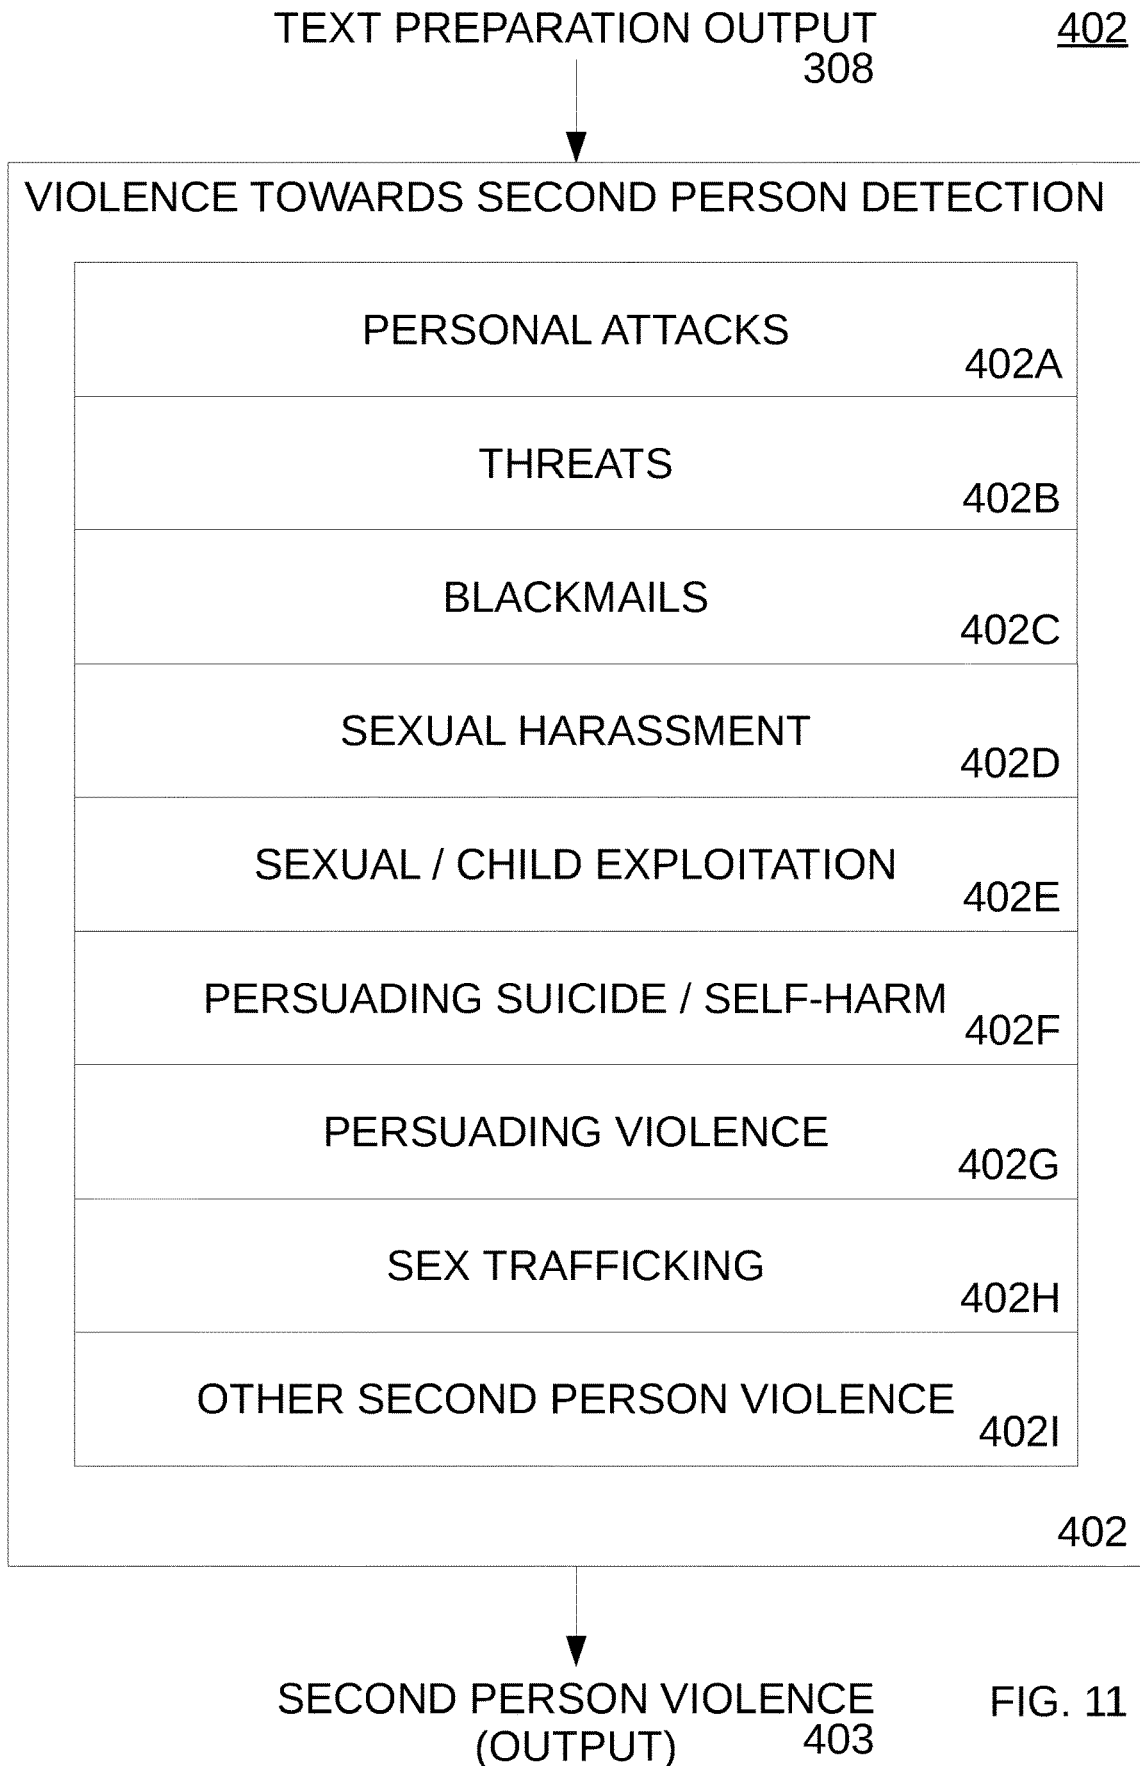 TEXT PREPARATION OUTPUT 402
308
VIOLENCE TOWARDS SECOND PERSON DETECTION
PERSONAL ATTACKS
402A
THREATS
402B
BLACKMAILS
402C
SEXUAL HARASSMENT
402D
SEXUAL / CHILD EXPLOITATION
402E
PERSUADING SUICIDE / SELF-HARM
402F
PERSUADING VIOLENCE
402G
SEX TRAFFICKING
402H
OTHER SECOND PERSON VIOLENCE
402I
402
SECOND PERSON VIOLENCE FIG. 11
(OUTPUT) 403